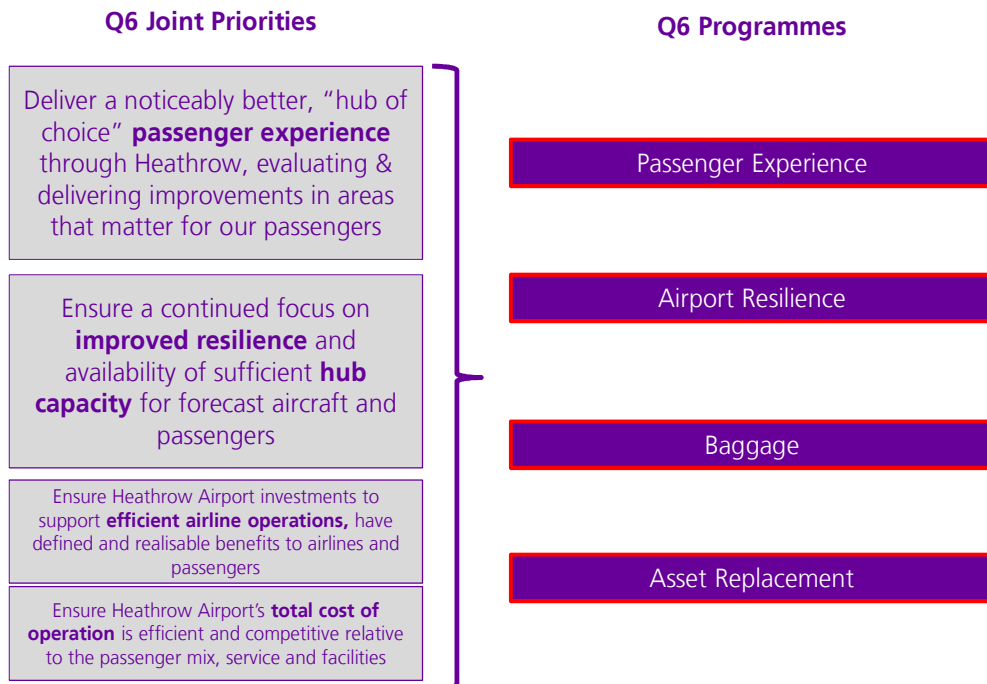 Q6 Joint Priorities
Deliver a noticeably better, “hub of
choice” passenger experience
through Heathrow, evaluating &
delivering improvements in areas
that matter for our passengers
Ensure a continued focus on
improved resilience and
availability of sufficient hub
capacity for forecast aircraft and
passengers
Ensure Heathrow Airport investments to
support efficient airline operations, have
defined and realisable benefits to airlines and
passengers
Ensure Heathrow Airport’s total cost of
operation is efficient and competitive relative
to the passenger mix, service and facilities
Q6 Programmes
Passenger Experience
Airport Resilience
Baggage
Asset Replacement